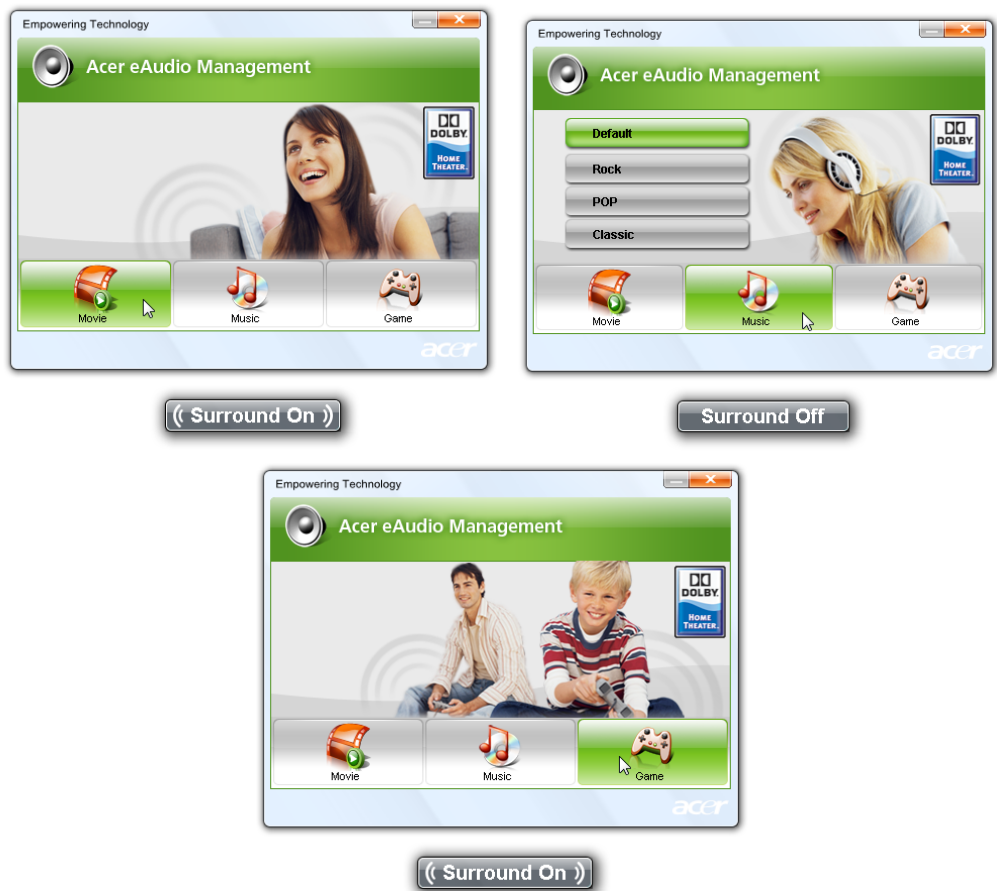 Empowering Technology
Acer eAudio Management
DOLBY.
HOME
THEATER.
Movie
Music
Game
acer
Surround On
Empowering Technology
Acer eAudio Management
Default
Rock
POP
Classic
DOLBY.
HOME
THEATER.
Movie
Music
Game
acer
Surround Off
Empowering Technology
Acer eAudio Management
DOLBY.
HOME
THEATER.
Movie
Music
Game
acer
Surround On